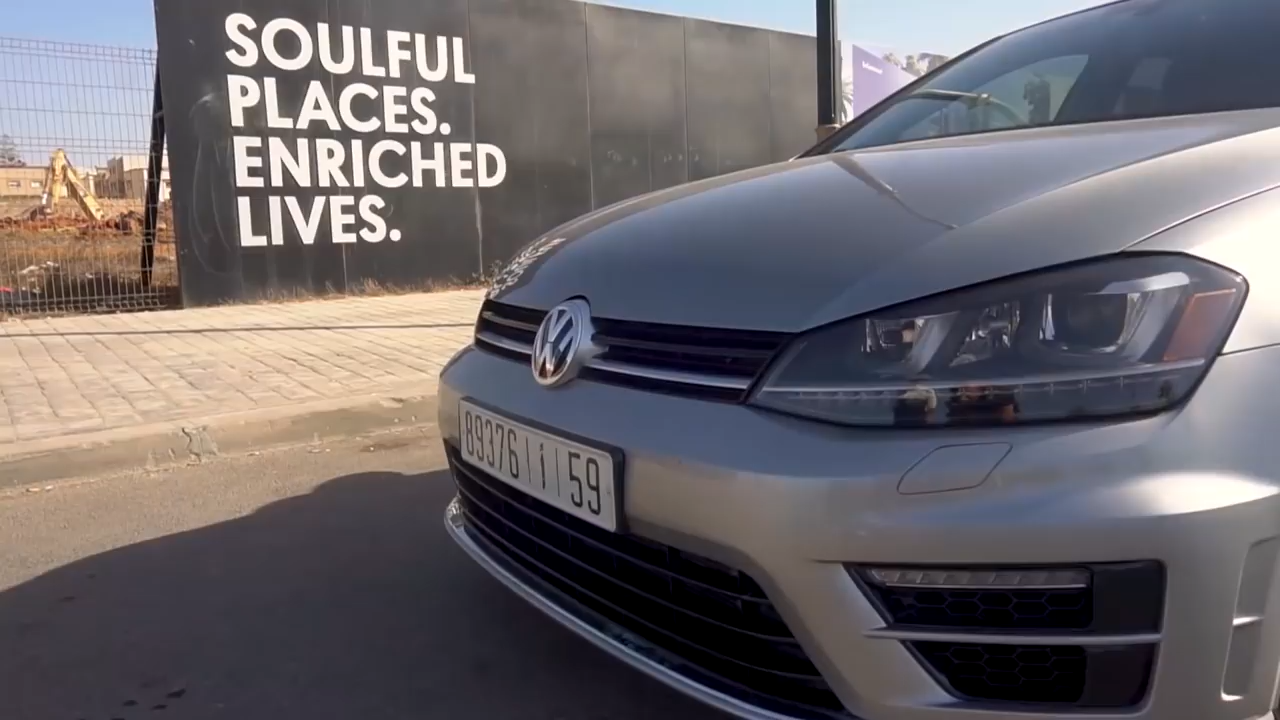 SOULFUL
PLACES.
ENRICHED
LIVES.
89376 | أ | 59